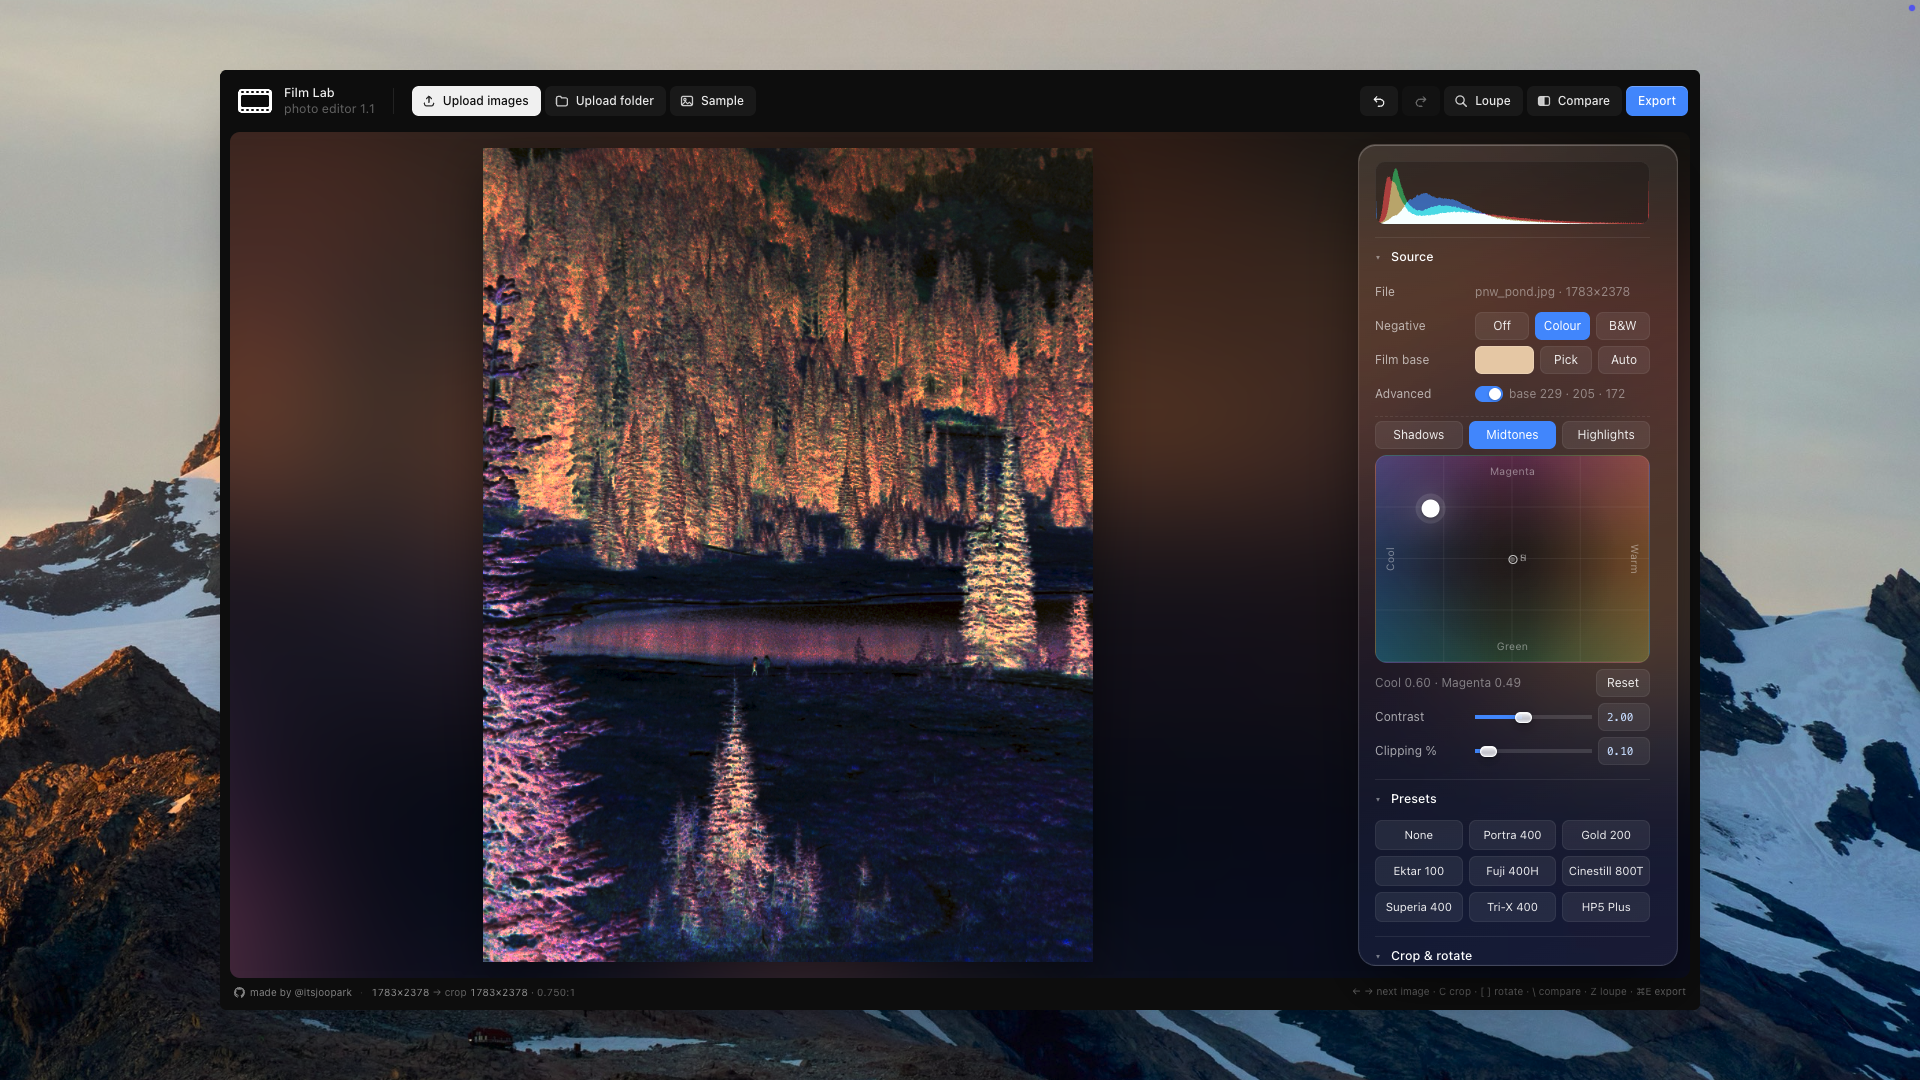 Film Lab
photo editor 1.1
Upload images
Upload folder
Sample
Loupe
Compare
Export
Source
File
pnw_pond.jpg · 1783×2378
Negative
Off
Colour
B&W
Film base
Pick
Auto
Advanced
base 229 · 205 · 172
Shadows
Midtones
Highlights
Magenta
Cool
Warm
Green
Cool 0.60 · Magenta 0.49
Reset
Contrast
2.00
Clipping %
0.10
Presets
None
Portra 400
Gold 200
Ektar 100
Fuji 400H
Cinestill 800T
Superia 400
Tri-X 400
HP5 Plus
Crop & rotate
made by @itsjoopark · 1783×2378 → crop 1783×2378 · 0.750:1
← → next image · C crop · [ ] rotate · \ compare · Z loupe · ⌘E export